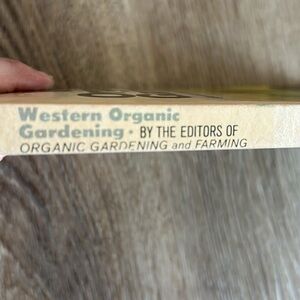 Western Organic
Gardening • BY THE EDITORS OF
ORGANIC GARDENING and FARMING